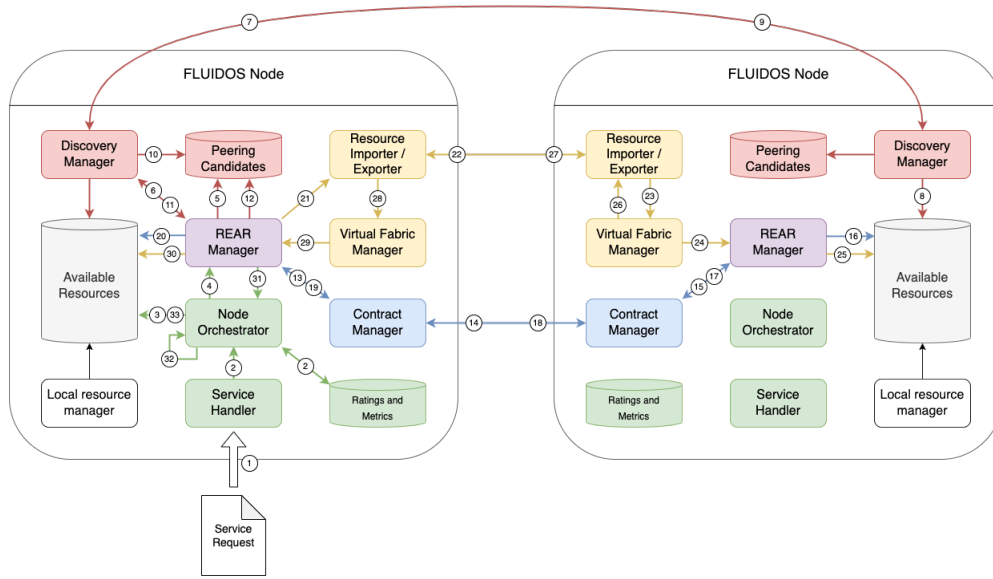 7
9
FLUIDOS Node
FLUIDOS Node
Discovery
Manager
10
Peering
Candidates
Resource
Importer /
Exporter
22
27
Resource
Importer /
Exporter
Peering
Candidates
Discovery
Manager
6
11
5
12
21
28
26
23
8
20
30
REAR
Manager
29
Virtual Fabric
Manager
Virtual Fabric
Manager
24
REAR
Manager
16
25
Available
Resources
4
31
13
19
15
17
Available
Resources
3
33
Node
Orchestrator
Contract
Manager
14
18
Contract
Manager
Node
Orchestrator
32
2
2
Local resource
manager
Service
Handler
Ratings and
Metrics
Ratings and
Metrics
Service
Handler
Local resource
manager
1
Service
Request